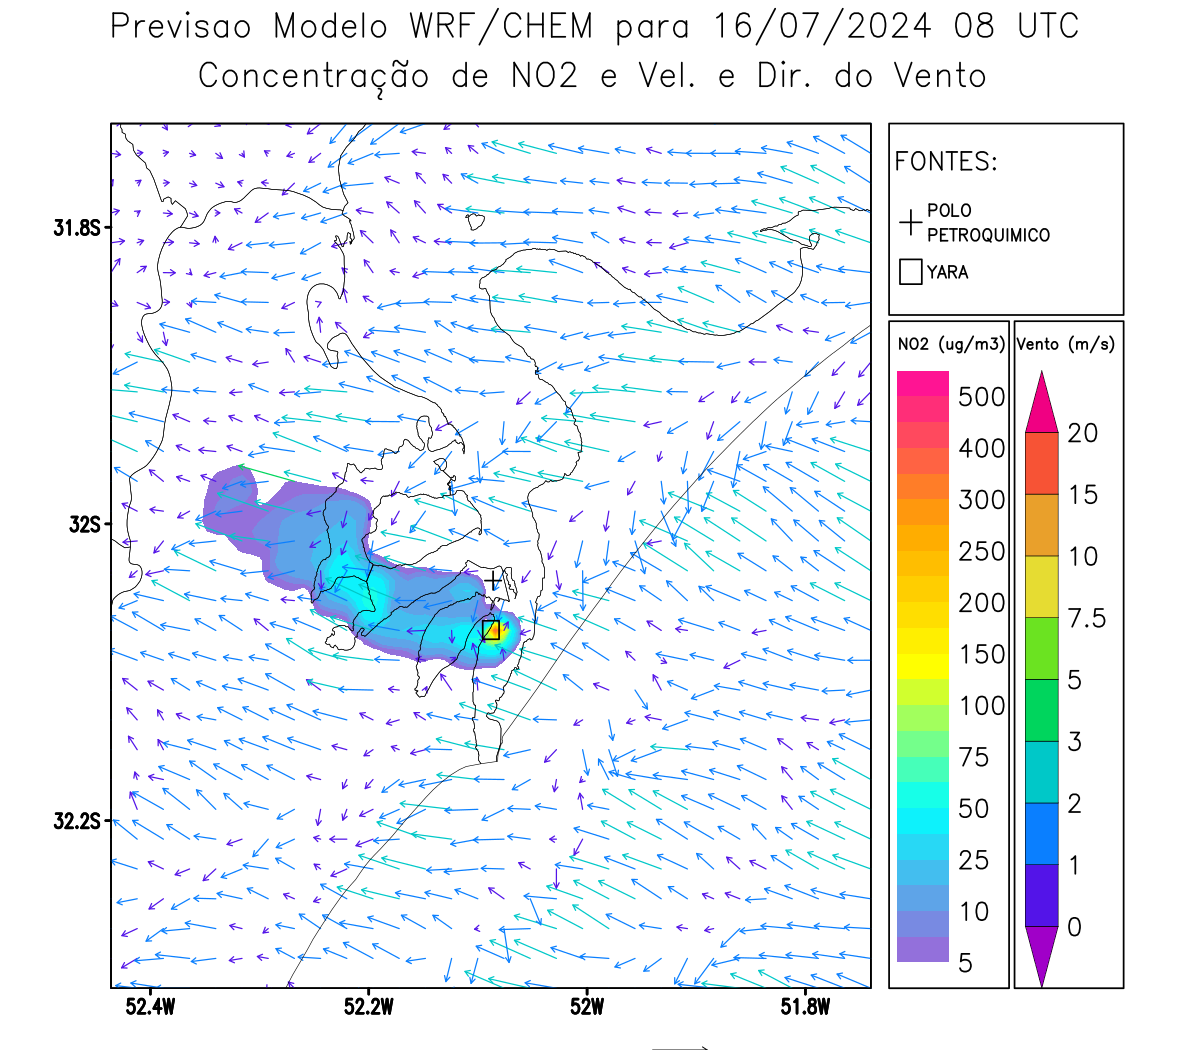 Previsao Modelo WRF/CHEM para 16/07/2024 08 UTC
Concentração de NO2 e Vel. e Dir. do Vento
FONTES:
POLO
PETROQUIMICO
YARA
NO2 (ug/m3)
500
400
300
250
200
150
100
75
50
25
10
5
Vento (m/s)
20
15
10
7.5
5
3
2
1
0
31.8S
32S
32.2S
52.4W
52.2W
52W
51.8W